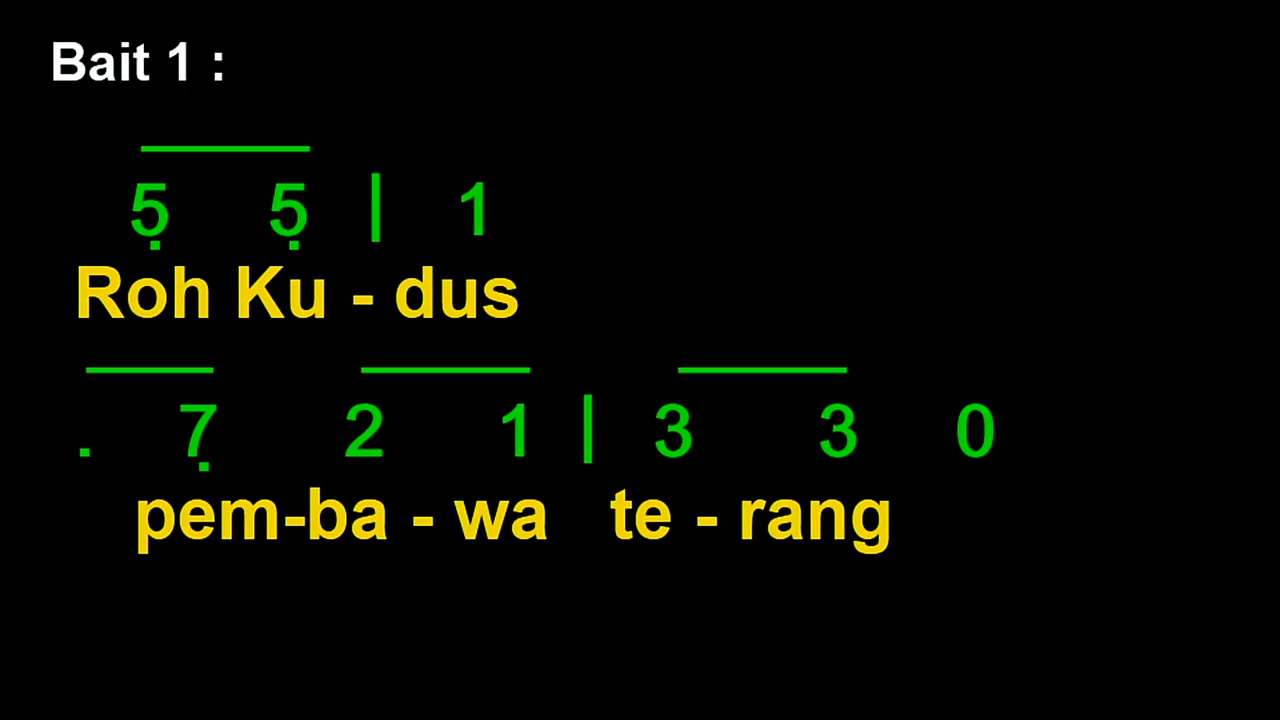 Bait 1 :
5̣ 5̣ | 1
Roh Ku - dus
. 7̣ 2 1 | 3 3 0
pem-ba - wa te - rang